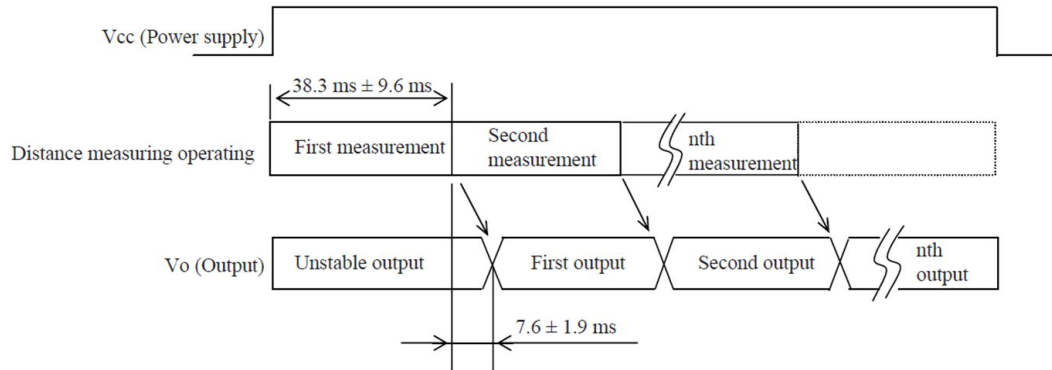 Vcc (Power supply)
38.3 ms ± 9.6 ms
Distance measuring operating
First measurement
Second
measurement
nth
measurement
Vo (Output)
Unstable output
First output
Second output
nth
output
7.6 ± 1.9 ms